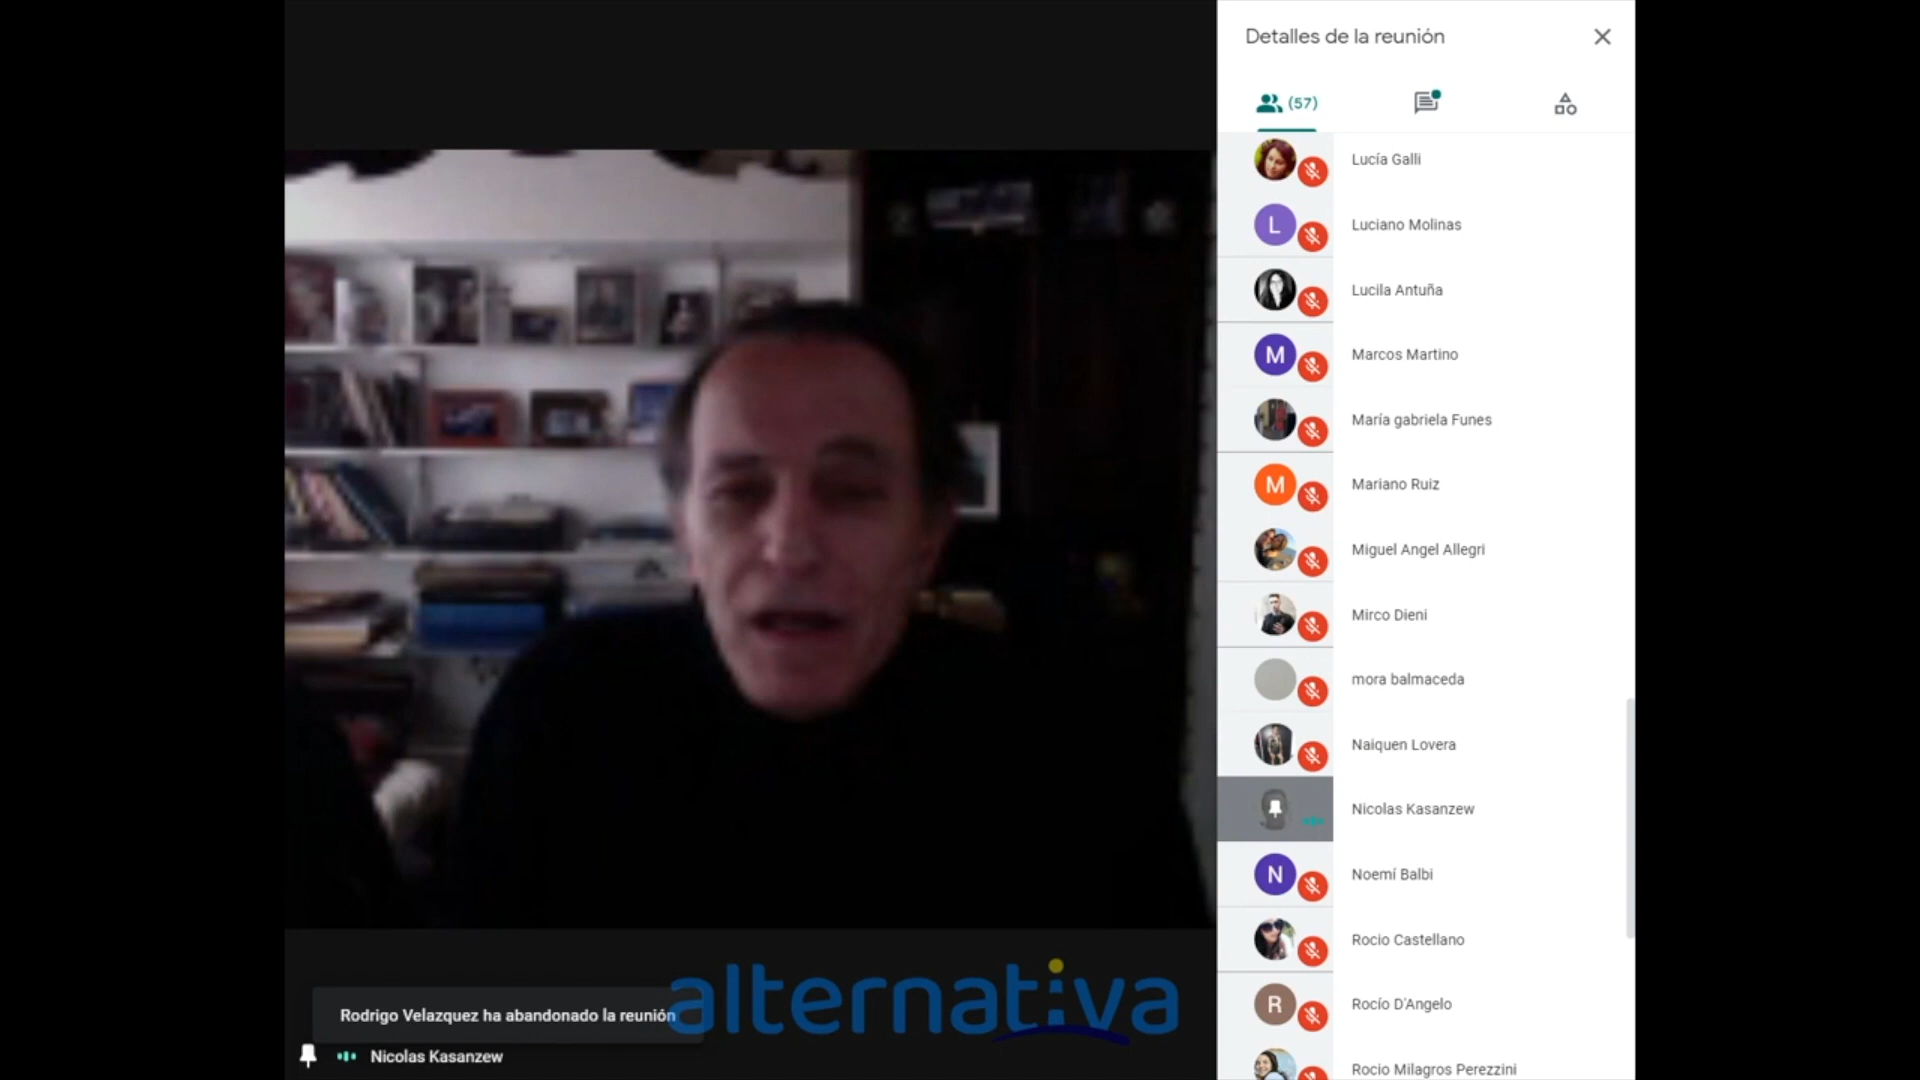 Detalles de la reunión
(57)
Lucía Galli
L
Luciano Molinas
Lucila Antuña
M
Marcos Martino
María gabriela Funes
M
Mariano Ruiz
Miguel Angel Allegri
Mirco Dieni
mora balmaceda
Naiquen Lovera
Nicolas Kasanzew
N
Noemí Balbi
Rocio Castellano
R
Rocío D'Angelo
Rocio Milagros Perezzini
alternativa
Rodrigo Velazquez ha abandonado la reunión
Nicolas Kasanzew